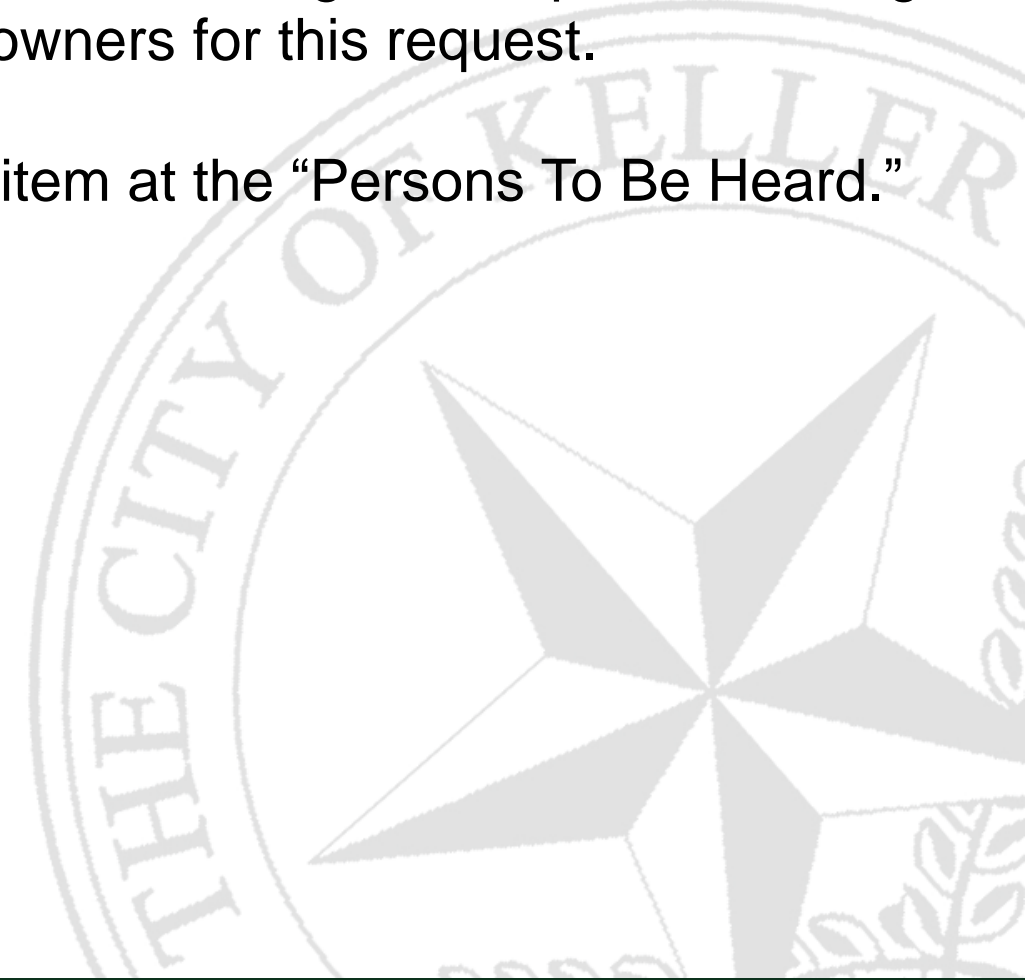 owners for this request.
item at the “Persons To Be Heard.”
THE CITY OF KELLER